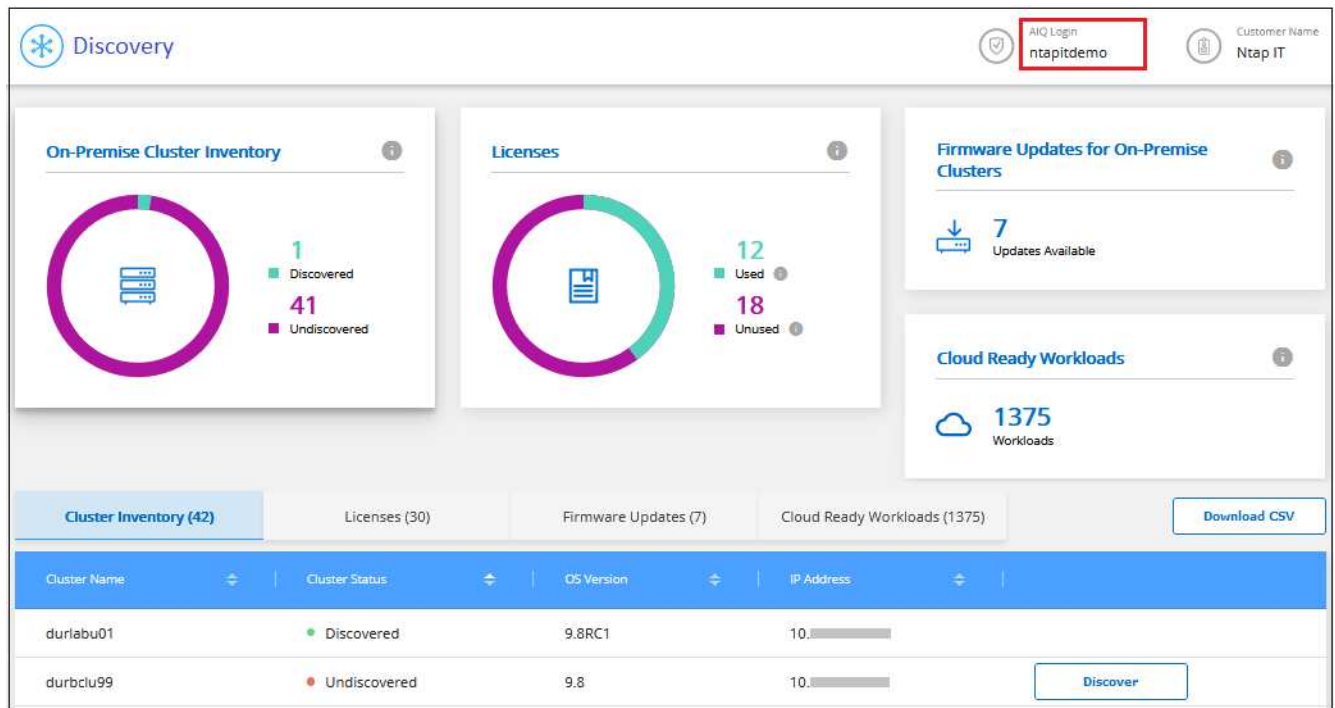 Discovery
AIQ Login
ntapitdemo
Customer Name
Ntap IT
On-Premise Cluster Inventory
1
Discovered
41
Undiscovered
Licenses
12
Used
18
Unused
Firmware Updates for On-Premise
Clusters
7
Updates Available
Cloud Ready Workloads
1375
Workloads
Cluster Inventory (42)
Licenses (30)
Firmware Updates (7)
Cloud Ready Workloads (1375)
Download CSV
Cluster Name
Cluster Status
OS Version
IP Address
durlabu01
Discovered
9.8RC1
10.
durbclu99
Undiscovered
9.8
10.
Discover